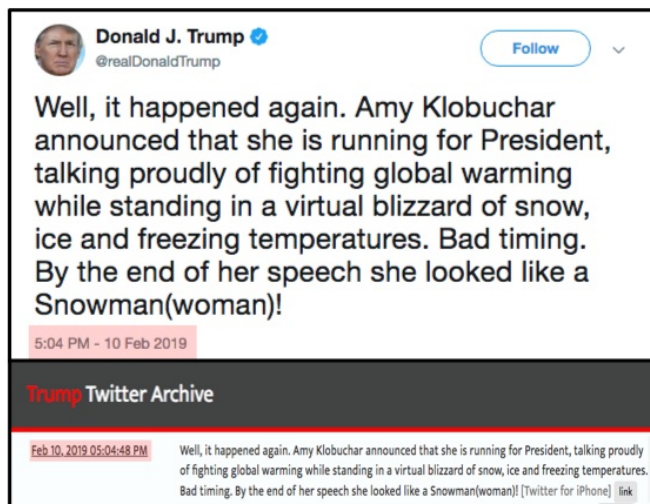 Donald J. Trump
@realDonaldTrump
Follow
Well, it happened again. Amy Klobuchar
announced that she is running for President,
talking proudly of fighting global warming
while standing in a virtual blizzard of snow,
ice and freezing temperatures. Bad timing.
By the end of her speech she looked like a
Snowman(woman)!
5:04 PM - 10 Feb 2019
Trump Twitter Archive
Feb 10, 2019 05:04:48 PM
Well, it happened again. Amy Klobuchar announced that she is running for President, talking proudly
of fighting global warming while standing in a virtual blizzard of snow, ice and freezing temperatures.
Bad timing. By the end of her speech she looked like a Snowman(woman)! [Twitter for iPhone] link